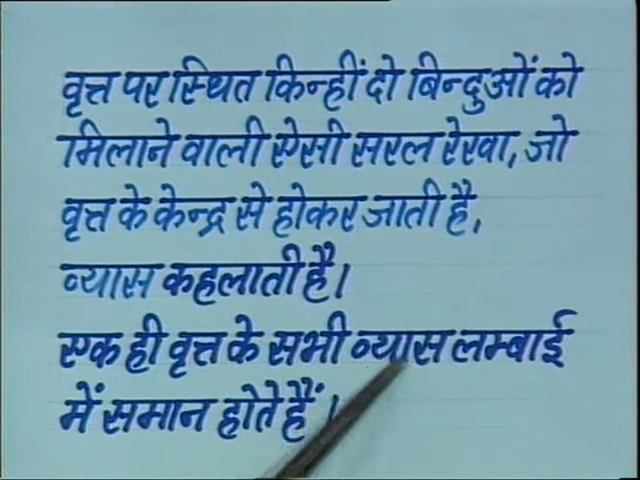 वृत्त पर स्थित किन्हीं दो बिन्दुओं को
मिलाने वाली ऐसी सरल रेखा, जो
वृत्त के केन्द्र से होकर जाती है,
व्यास कहलाती है।
एक ही वृत्त के सभी व्यास लम्बाई
में समान होते हैं।